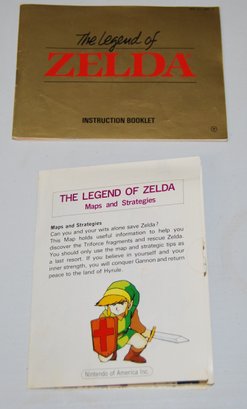 The Legend of
ZELDA
INSTRUCTION BOOKLET
THE LEGEND OF ZELDA
Maps and Strategies
Maps and Strategies
Can you and your wits alone save Zelda?
This Map holds useful information to help you
discover the Triforce fragments and rescue Zelda.
You should only use the map and strategic tips as
a last resort. If you believe in yourself and your
inner strength, you will conquer Gannon and return
peace to the land of Hyrule.
Nintendo of America Inc.